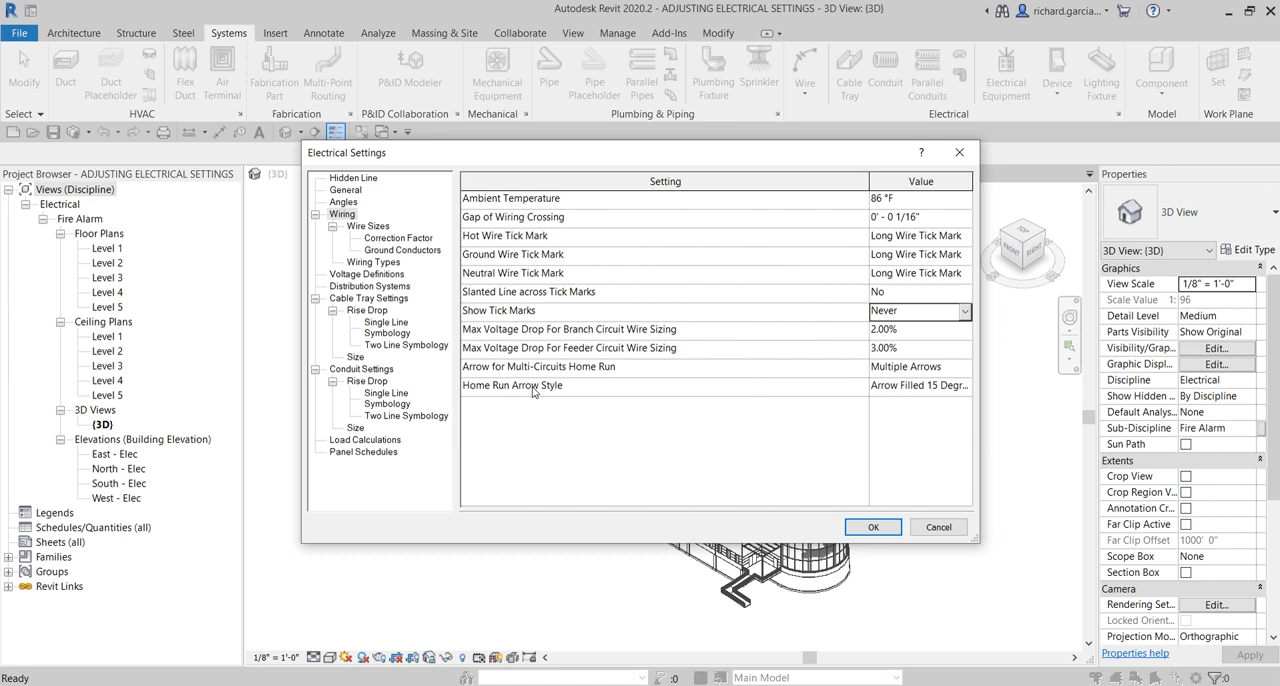 Autodesk Revit 2020.2 - ADJUSTING ELECTRICAL SETTINGS - 3D View: {3D}
richard.garcia...
File Architecture Structure Steel Systems Insert Annotate Analyze Massing & Site Collaborate View Manage Add-Ins Modify
Modify
Duct
Duct
Placeholder
Flex
Duct
Air
Terminal
Fabrication
Part
Multi-Point
Routing
P&ID Modeler
Mechanical
Equipment
Pipe
Pipe
Placeholder
Parallel
Pipes
Plumbing
Fixture
Sprinkler
Wire
Cable
Tray
Conduit
Parallel
Conduits
Electrical
Equipment
Device
Lighting
Fixture
Component
Set
Select HVAC Fabrication P&ID Collaboration Mechanical Plumbing & Piping Electrical Model Work Plane
Project Browser - ADJUSTING ELECTRICAL SETTINGS
Views (Discipline)
Electrical
Fire Alarm
Floor Plans
Level 1
Level 2
Level 3
Level 4
Level 5
Ceiling Plans
Level 1
Level 2
Level 3
Level 4
Level 5
3D Views
{3D}
Elevations (Building Elevation)
East - Elec
North - Elec
South - Elec
West - Elec
Legends
Schedules/Quantities (all)
Sheets (all)
Families
Groups
Revit Links
{3D}
Electrical Settings ?
Hidden Line
General
Angles
Wiring
Wire Sizes
Correction Factor
Ground Conductors
Wiring Types
Voltage Definitions
Distribution Systems
Cable Tray Settings
Rise Drop
Single Line
Symbology
Two Line Symbology
Size
Conduit Settings
Rise Drop
Single Line
Symbology
Two Line Symbology
Size
Load Calculations
Panel Schedules
Setting Value
Ambient Temperature 86 °F
Gap of Wiring Crossing 0' - 0 1/16"
Hot Wire Tick Mark Long Wire Tick Mark
Ground Wire Tick Mark Long Wire Tick Mark
Neutral Wire Tick Mark Long Wire Tick Mark
Slanted Line across Tick Marks No
Show Tick Marks Never
Max Voltage Drop For Branch Circuit Wire Sizing 2.00%
Max Voltage Drop For Feeder Circuit Wire Sizing 3.00%
Arrow for Multi-Circuits Home Run Multiple Arrows
Home Run Arrow Style Arrow Filled 15 Degr...
OK Cancel
TOP
FRONT RIGHT
Properties
3D View
3D View: {3D} Edit Type
Graphics
View Scale 1/8" = 1'-0"
Scale Value 1: 96
Detail Level Medium
Parts Visibility Show Original
Visibility/Grap... Edit...
Graphic Displ... Edit...
Discipline Electrical
Show Hidden ... By Discipline
Default Analys... None
Sub-Discipline Fire Alarm
Sun Path
Extents
Crop View
Crop Region V...
Annotation Cr...
Far Clip Active
Far Clip Offset 1000' 0"
Scope Box None
Section Box
Camera
Rendering Set... Edit...
Locked Orient...
Projection Mo... Orthographic
Properties help Apply
1/8" = 1'-0"
Ready :0 Main Model :0